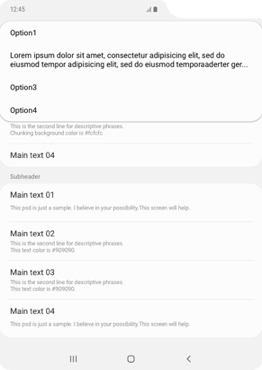 12:45
Option1
Lorem ipsum dolor sit amet, consectetur adipisicing elit, sed do
eiusmod tempor adipisicing elit, sed do eiusmod temporaaderter ger...
Option3
Option4
This is the second line for descriptive phrases.
Chunking background color is #fcfcfc
Main text 04
Subheader
Main text 01
This psd is just a sample. I believe in your possibility.This screen will help.
Main text 02
This is the second line for descriptive phrases.
This text color is #909090.
Main text 03
This is the second line for descriptive phrases.
This text color is #909090.
Main text 04
This psd is just a sample. I believe in your possibility.This screen will help.